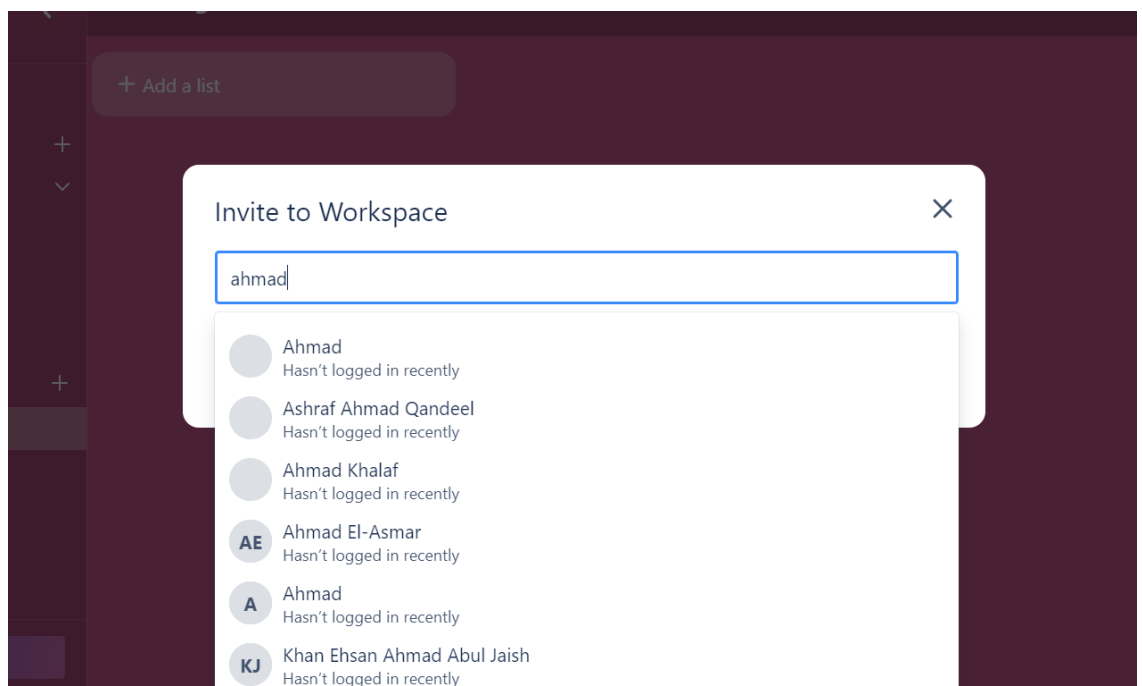 + Add a list
Invite to Workspace
ahmad
Ahmad
Hasn't logged in recently
Ashraf Ahmad Qandeel
Hasn't logged in recently
Ahmad Khalaf
Hasn't logged in recently
AE
Ahmad El-Asmar
Hasn't logged in recently
A
Ahmad
Hasn't logged in recently
KJ
Khan Ehsan Ahmad Abul Jaish
Hasn't logged in recently